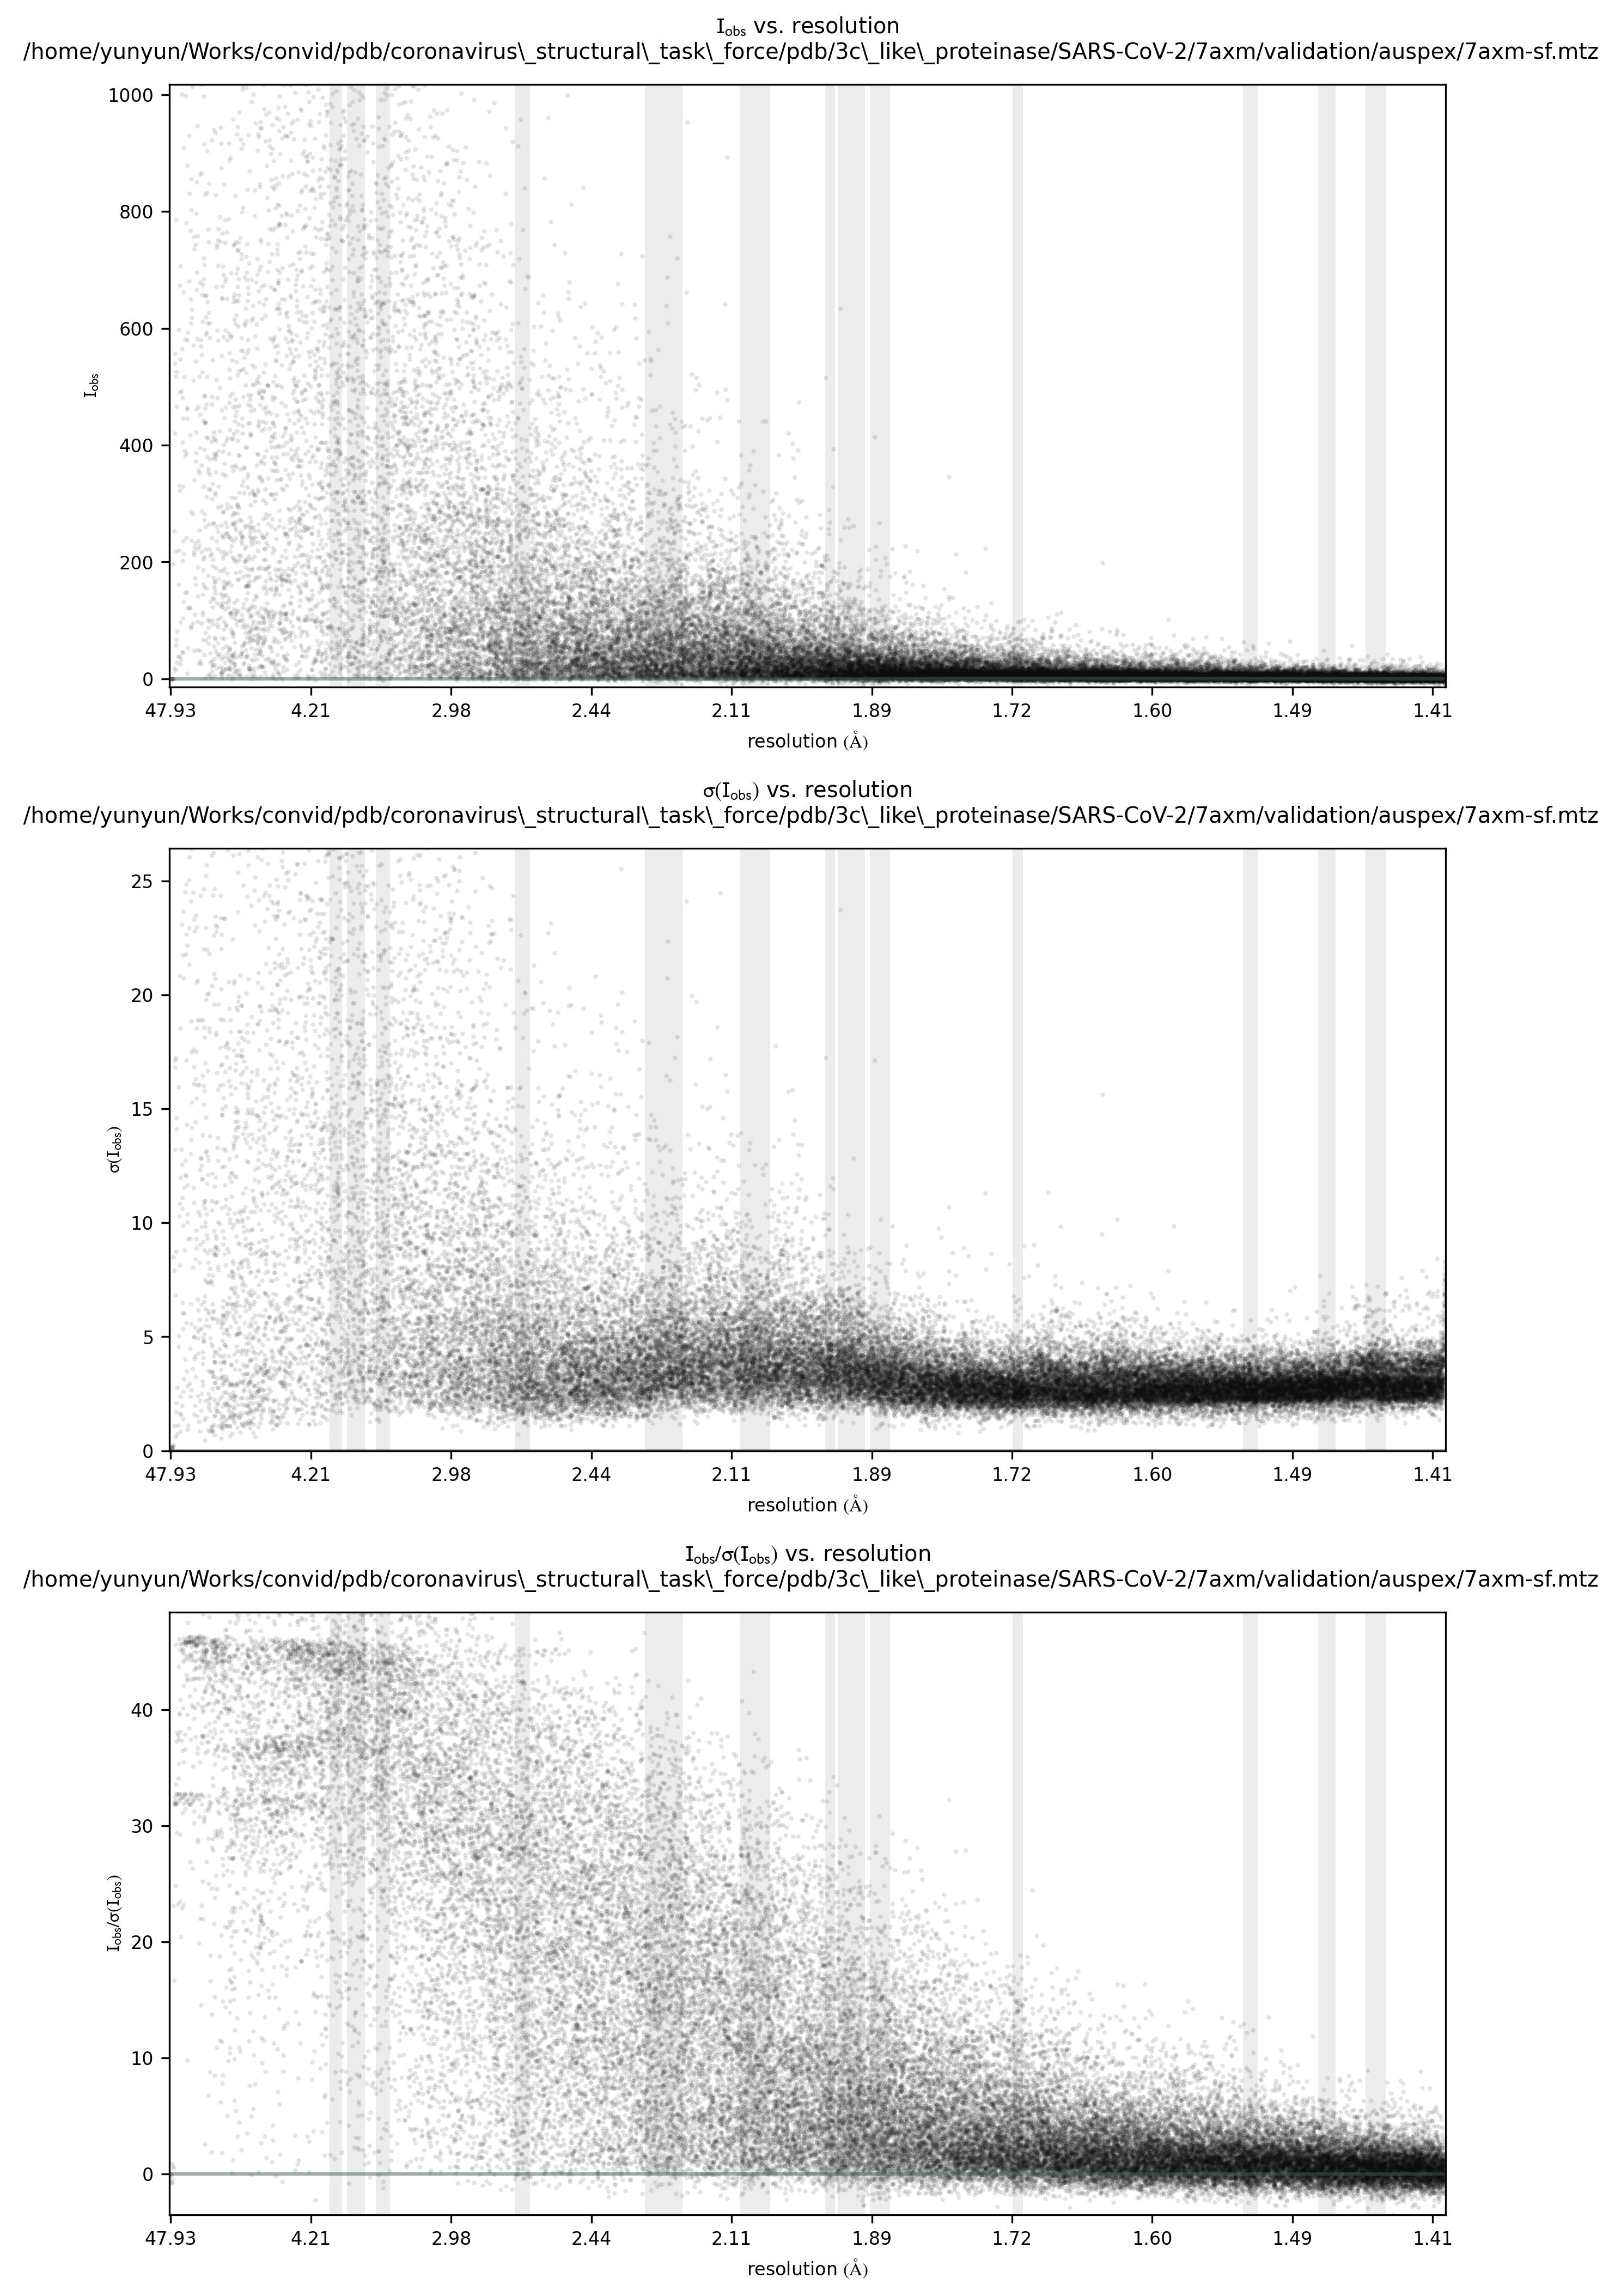 Iobs vs. resolution
/home/yunyun/Works/convid/pdb/coronavirus\_structural\_task\_force/pdb/3c\_like\_proteinase/SARS-CoV-2/7axm/validation/auspex/7axm-sf.mtz
1000
800
600
Iobs
400
200
0
47.93 4.21 2.98 2.44 2.11 1.89 1.72 1.60 1.49 1.41
resolution (Å)
σ(Iobs) vs. resolution
/home/yunyun/Works/convid/pdb/coronavirus\_structural\_task\_force/pdb/3c\_like\_proteinase/SARS-CoV-2/7axm/validation/auspex/7axm-sf.mtz
25
20
15
σ(Iobs)
10
5
0
47.93 4.21 2.98 2.44 2.11 1.89 1.72 1.60 1.49 1.41
resolution (Å)
Iobs/σ(Iobs) vs. resolution
/home/yunyun/Works/convid/pdb/coronavirus\_structural\_task\_force/pdb/3c\_like\_proteinase/SARS-CoV-2/7axm/validation/auspex/7axm-sf.mtz
40
30
Iobs/σ(Iobs)
20
10
0
47.93 4.21 2.98 2.44 2.11 1.89 1.72 1.60 1.49 1.41
resolution (Å)